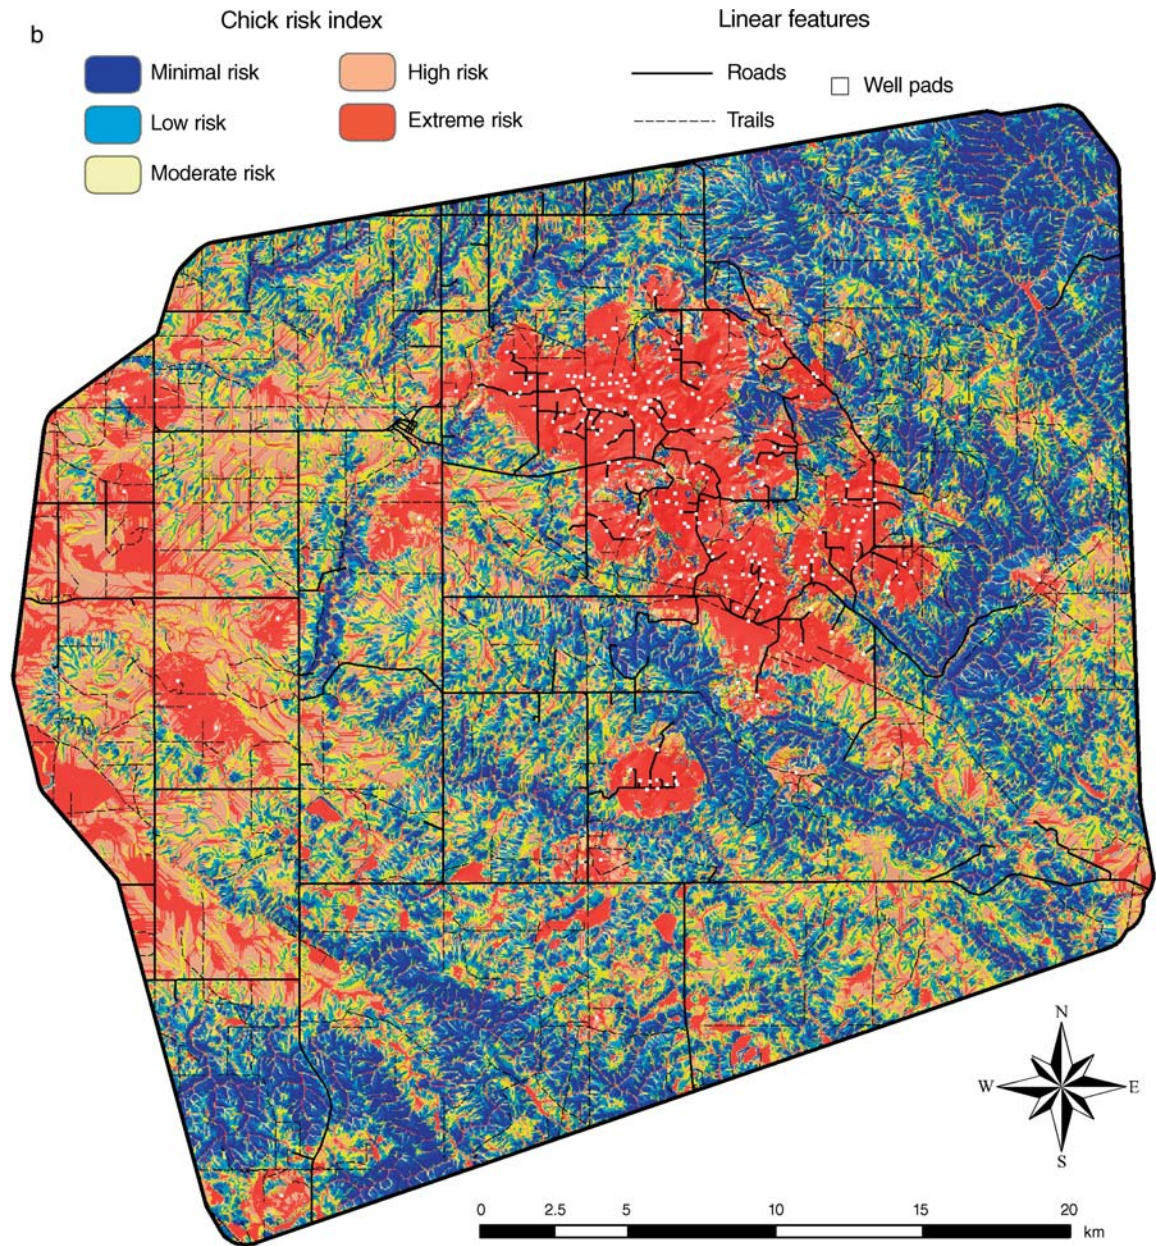 b
Chick risk index
Linear features
Minimal risk
High risk
Roads
Well pads
Low risk
Extreme risk
Trails
Moderate risk
N
W
E
S
0
2.5
5
10
15
20
km